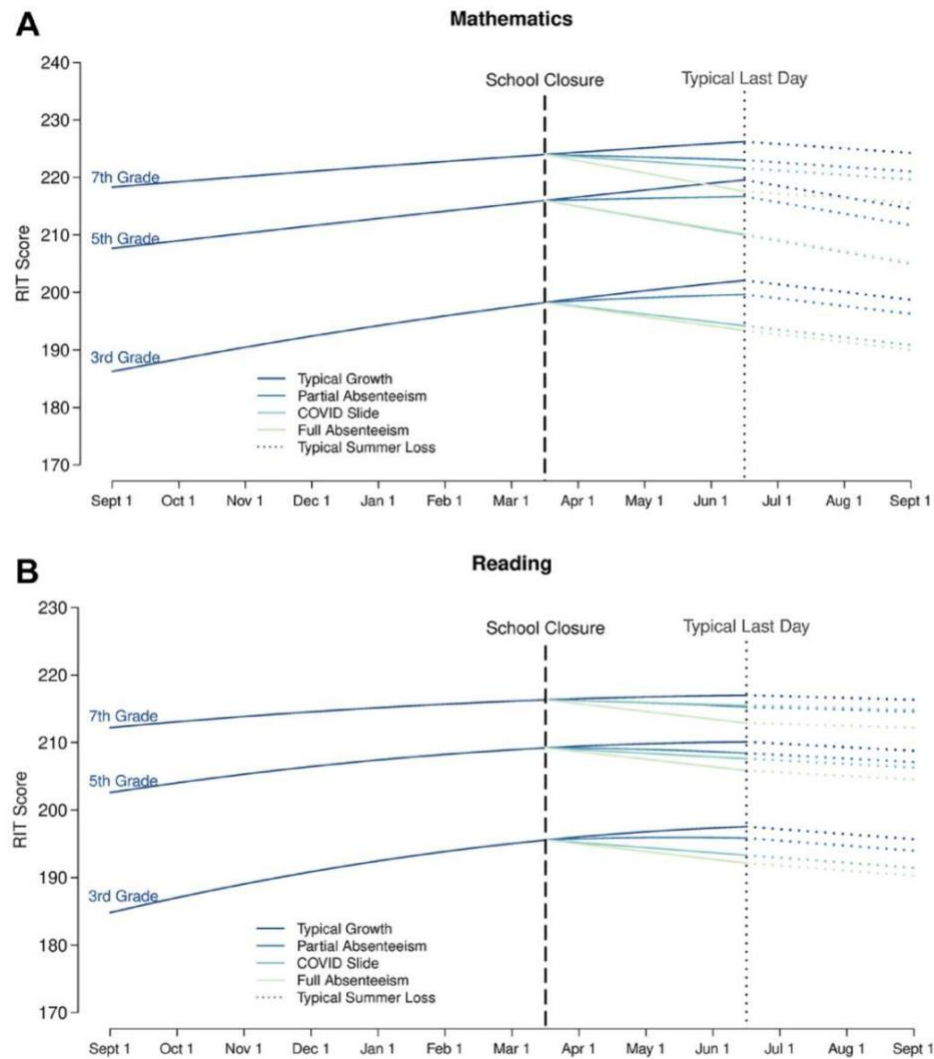 A
Mathematics
240
230
220
210
200
190
180
170
RIT Score
School Closure
Typical Last Day
7th Grade
5th Grade
3rd Grade
Typical Growth
Partial Absenteeism
COVID Slide
Full Absenteeism
Typical Summer Loss
Sept 1 Oct 1 Nov 1 Dec 1 Jan 1 Feb 1 Mar 1 Apr 1 May 1 Jun 1 Jul 1 Aug 1 Sept 1
B
Reading
230
220
210
200
190
180
170
RIT Score
School Closure
Typical Last Day
7th Grade
5th Grade
3rd Grade
Typical Growth
Partial Absenteeism
COVID Slide
Full Absenteeism
Typical Summer Loss
Sept 1 Oct 1 Nov 1 Dec 1 Jan 1 Feb 1 Mar 1 Apr 1 May 1 Jun 1 Jul 1 Aug 1 Sept 1